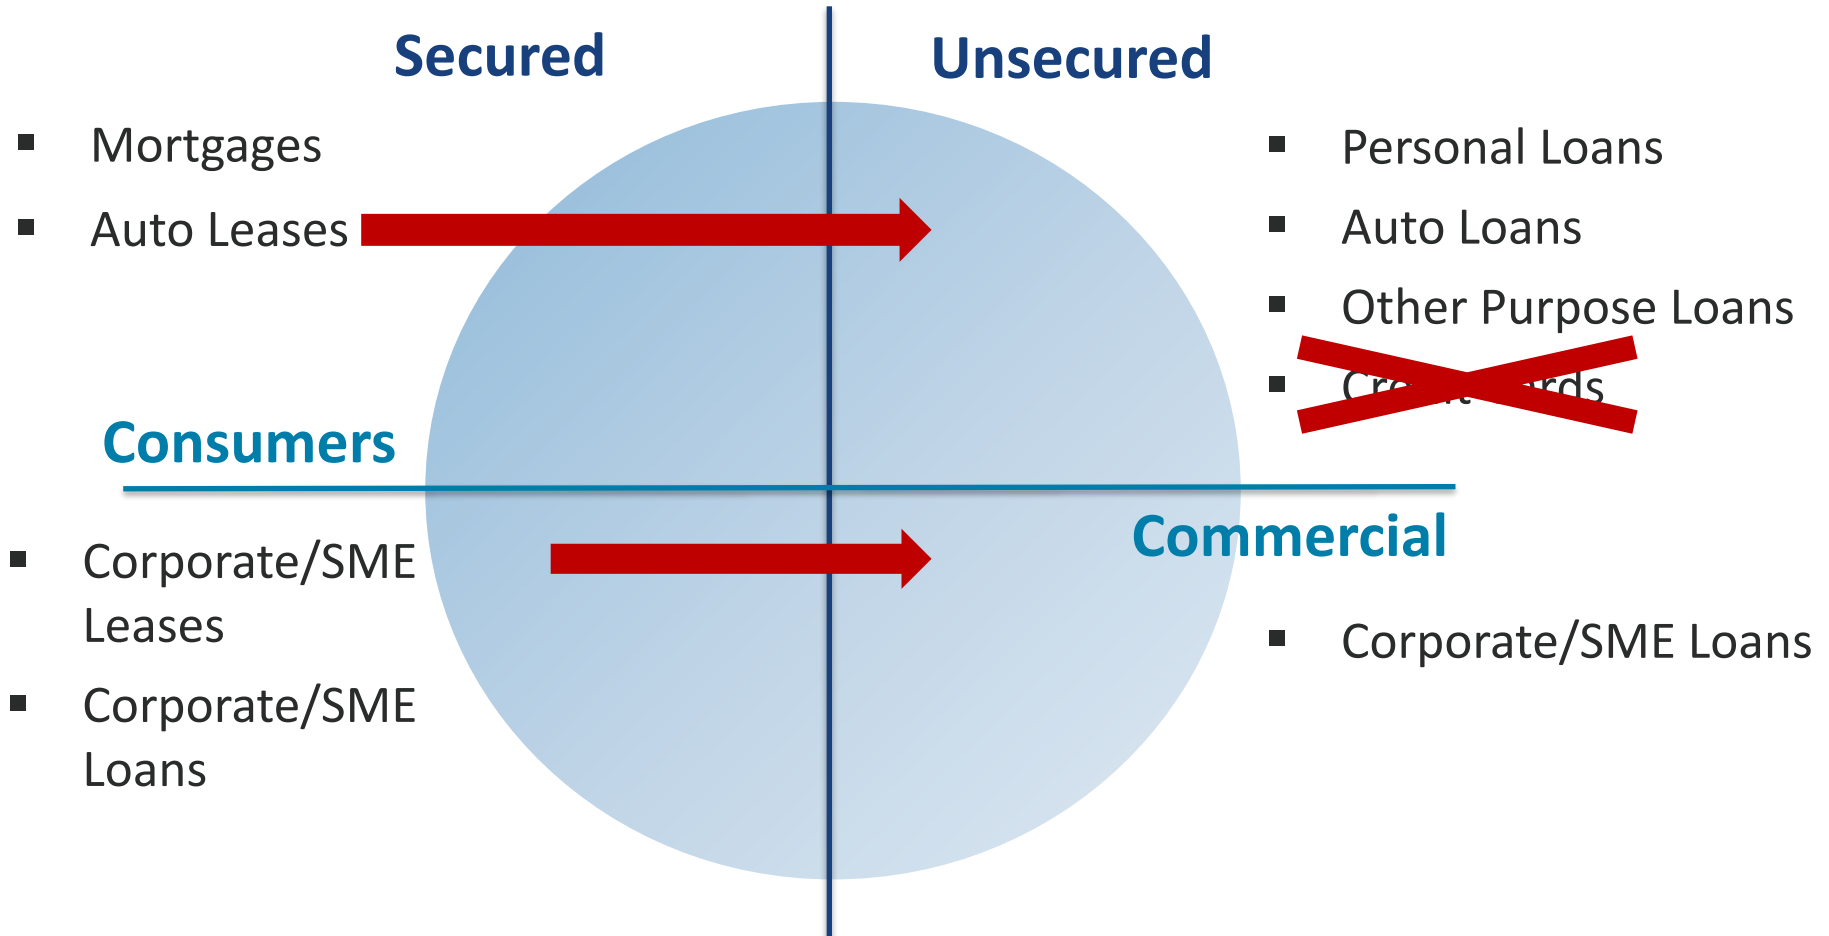 Secured
Unsecured
Mortgages
Auto Leases
Personal Loans
Auto Loans
Other Purpose Loans
Consumers
Commercial
Corporate/SME
Leases
Corporate/SME
Loans
Corporate/SME Loans